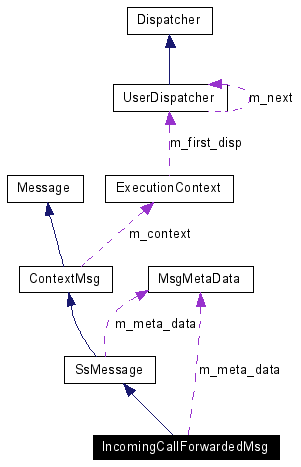 Dispatcher
UserDispatcher
m_next
m_first_disp
Message
ExecutionContext
m_context
ContextMsg
MsgMetaData
m_meta_data
SsMessage
m_meta_data
IncomingCallForwardedMsg